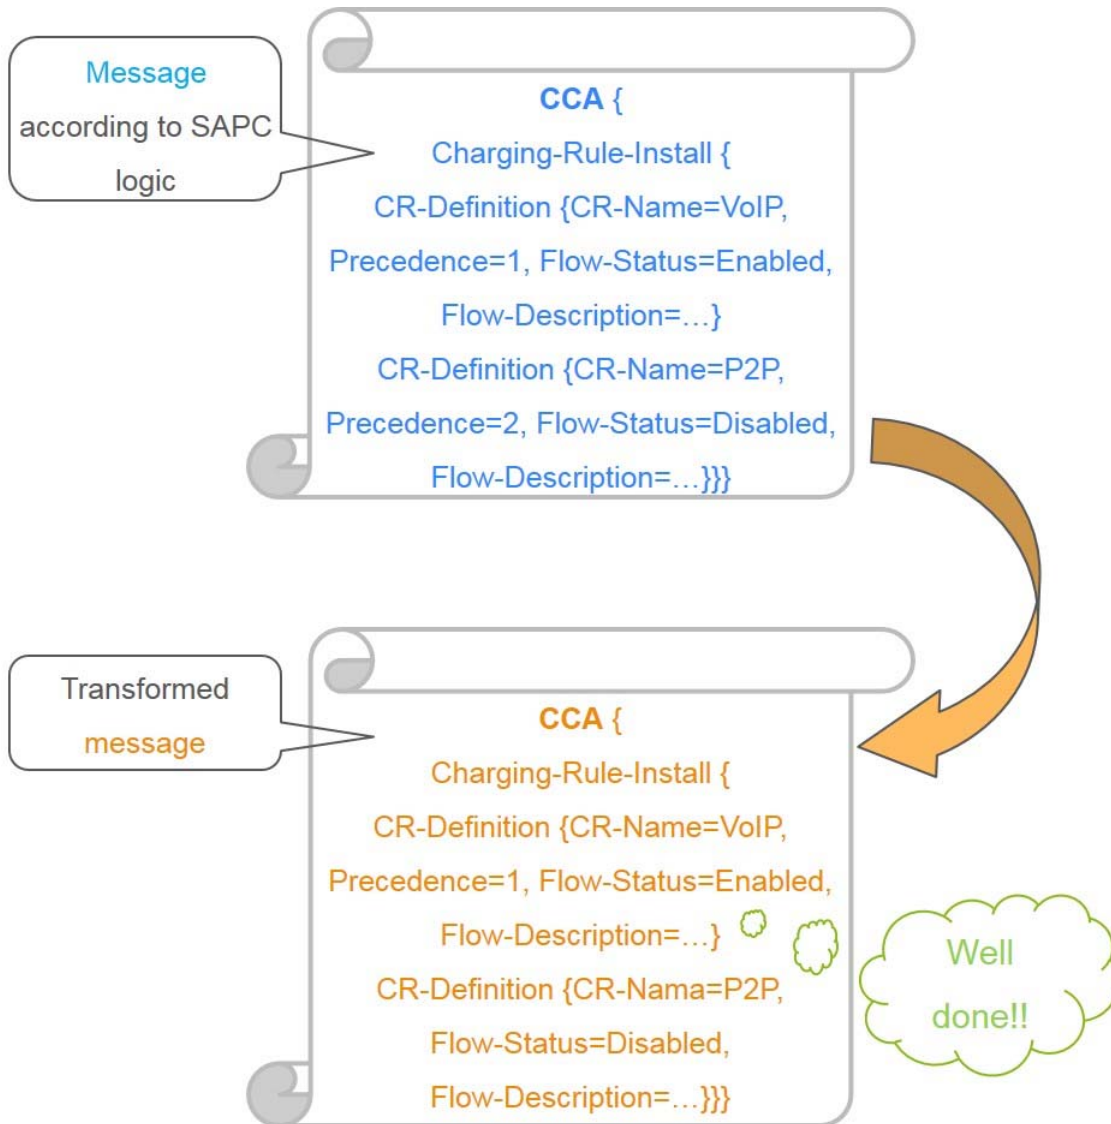 Message
according to SAPC
logic
CCA {
Charging-Rule-Install {
CR-Definition {CR-Name=VoIP,
Precedence=1, Flow-Status=Enabled,
Flow-Description=…}
CR-Definition {CR-Name=P2P,
Precedence=2, Flow-Status=Disabled,
Flow-Description=…}}}
Transformed
message
CCA {
Charging-Rule-Install {
CR-Definition {CR-Name=VoIP,
Precedence=1, Flow-Status=Enabled,
Flow-Description=…}
CR-Definition {CR-Nama=P2P,
Flow-Status=Disabled,
Flow-Description=…}}}
Well
done!!